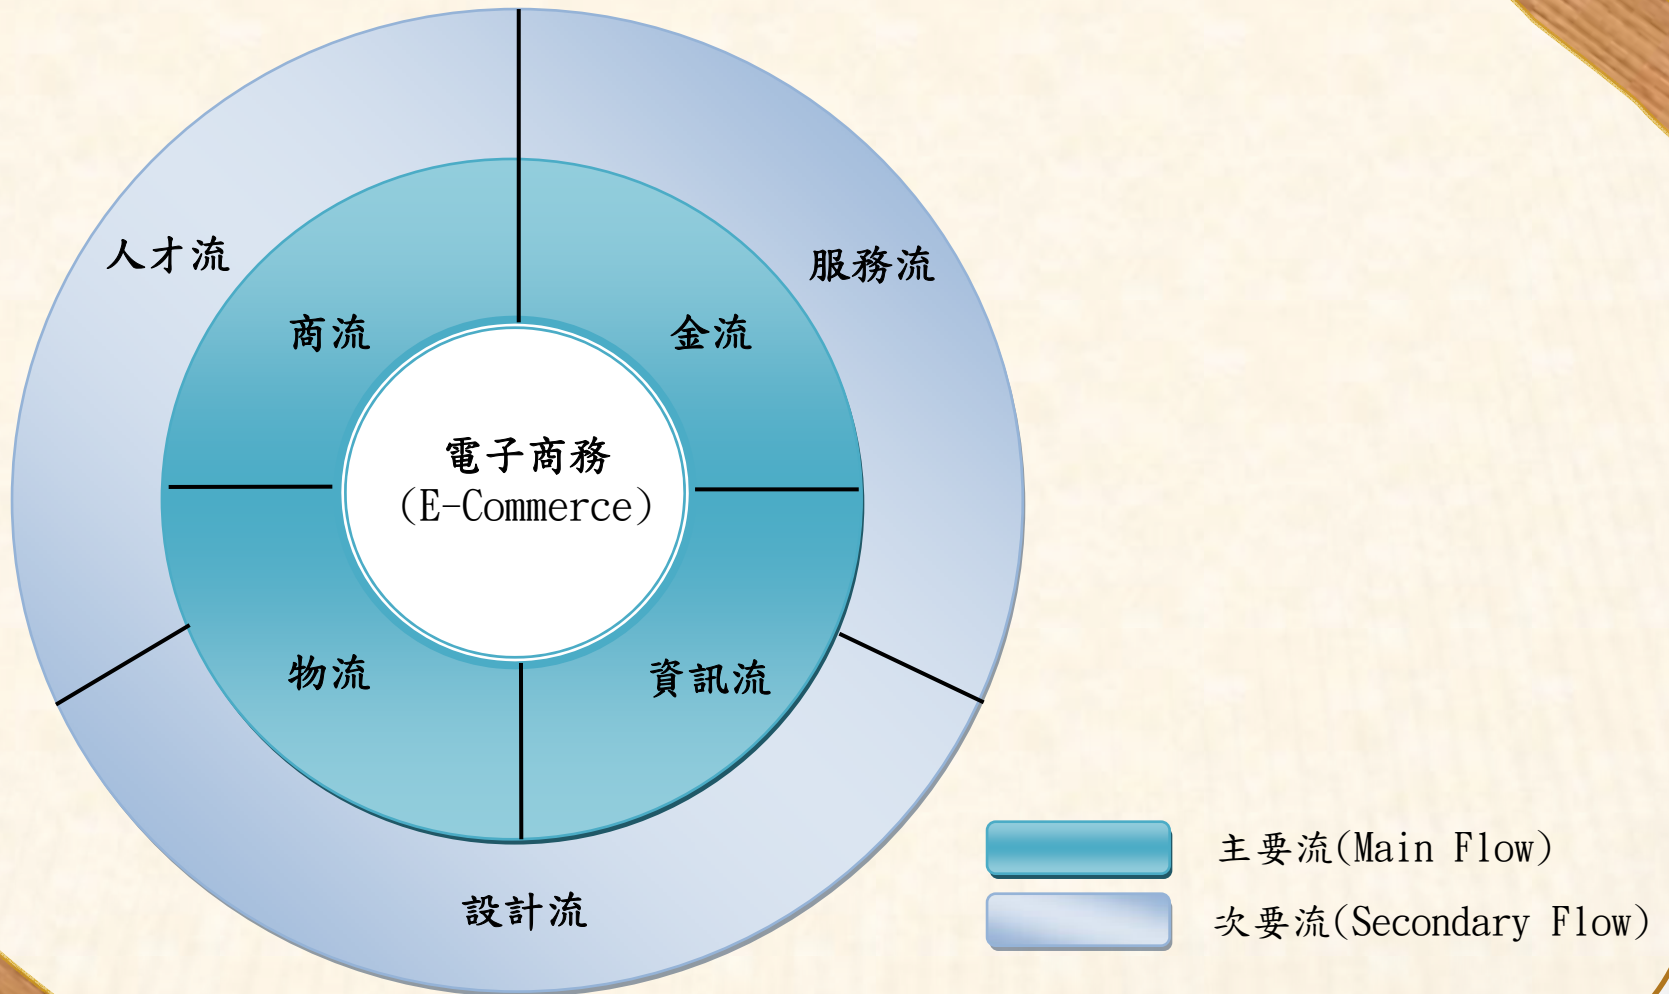 人才流
服務流
商流
金流
電子商務
(E-Commerce)
物流
資訊流
設計流
主要流(Main Flow)
次要流(Secondary Flow)